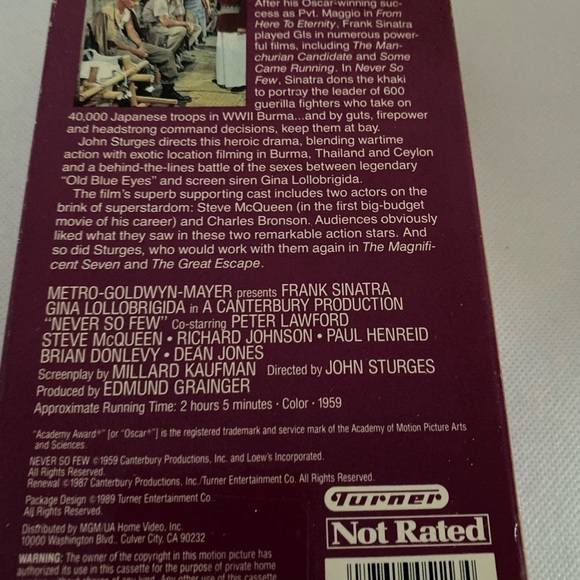 After his Oscar-winning suc-
cess as Pvt. Maggio in From
Here To Eternity, Frank Sinatra
played GIs in numerous power-
ful films, including The Man-
churian Candidate and Some
Came Running. In Never So
Few, Sinatra dons the khaki
to portray the leader of 600
guerilla fighters who take on
40,000 Japanese troops in WWII Burma...and by guts, firepower
and headstrong command decisions, keep them at bay.
John Sturges directs this heroic drama, blending wartime
action with exotic location filming in Burma, Thailand and Ceylon
and a behind-the-lines battle of the sexes between legendary
"Old Blue Eyes" and screen siren Gina Lollobrigida.
The film's superb supporting cast includes two actors on the
brink of superstardom: Steve McQueen (in the first big-budget
movie of his career) and Charles Bronson. Audiences obviously
liked what they saw in these two remarkable action stars. And
so did Sturges, who would work with them again in The Magnifi-
cent Seven and The Great Escape.
METRO-GOLDWYN-MAYER presents FRANK SINATRA
GINA LOLLOBRIGIDA in A CANTERBURY PRODUCTION
"NEVER SO FEW" Co-starring PETER LAWFORD
STEVE McQUEEN • RICHARD JOHNSON • PAUL HENREID
BRIAN DONLEVY • DEAN JONES
Screenplay by MILLARD KAUFMAN Directed by JOHN STURGES
Produced by EDMUND GRAINGER
Approximate Running Time: 2 hours 5 minutes • Color • 1959
"Academy Award®" [or "Oscar®"] is the registered trademark and service mark of the Academy of Motion Picture Arts
and Sciences.
NEVER SO FEW ©1959 Canterbury Productions, Inc. and Loew's Incorporated.
All Rights Reserved.
Renewal ©1987 Canterbury Productions, Inc./Turner Entertainment Co. All Rights Reserved.
Package Design ©1989 Turner Entertainment Co.
All Rights Reserved.
Distributed by MGM/UA Home Video, Inc.
10000 Washington Blvd., Culver City, CA 90232
Turner
Not Rated
WARNING: The owner of the copyright in this motion picture has
authorized its use in this cassette for the purpose of private home
Any other use of this cassette